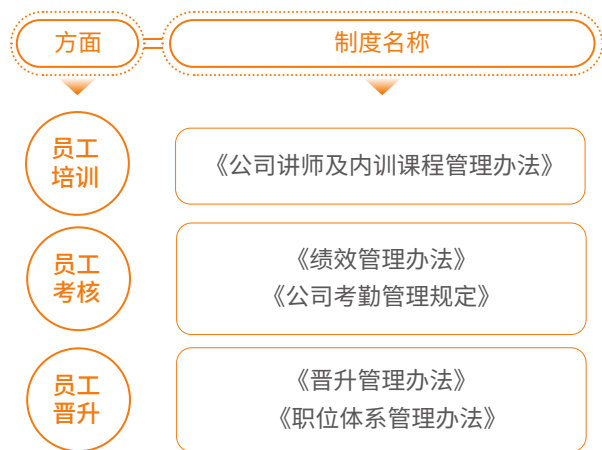 方面
制度名称
员工
培训
《公司讲师及内训课程管理办法》
员工
考核
《绩效管理办法》
《公司考勤管理规定》
员工
晋升
《晋升管理办法》
《职位体系管理办法》